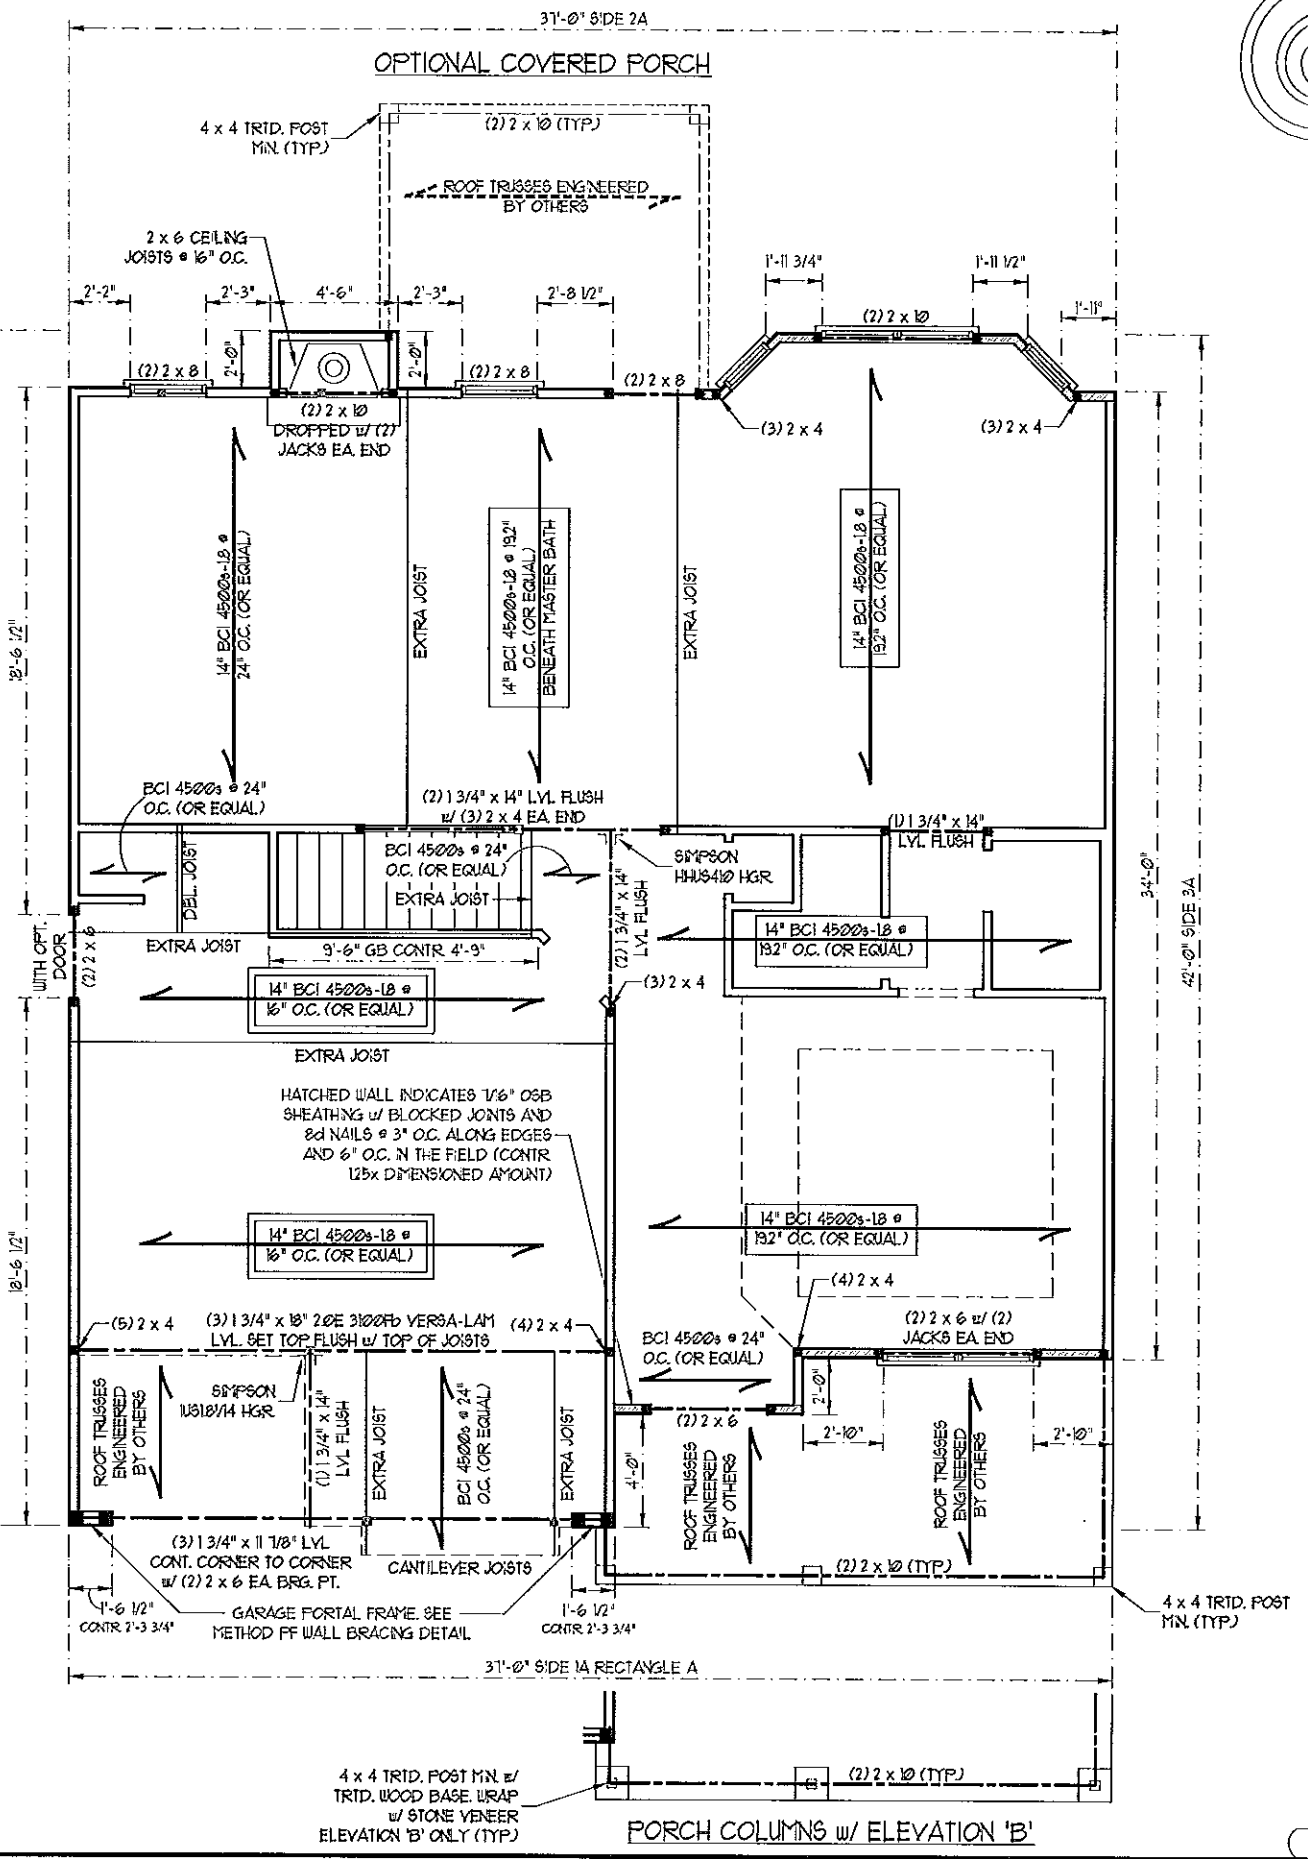 37'-0" SIDE 2A
OPTIONAL COVERED PORCH
4 x 4 TRTD. POST
MIN. (TYP.)
(2) 2 x 10 (TYP.)
ROOF TRUSSES ENGINEERED
BY OTHERS
2 x 6 CEILING
JOISTS @ 16" O.C.
1'-11 3/4"
1'-11 1/2"
2'-2"
2'-3"
4'-6"
2'-3"
2'-8 1/2"
1'-11"
2'-0"
2'-0"
(2) 2 x 10
(2) 2 x 8
(2) 2 x 8
(2) 2 x 8
(2) 2 x 10
DROPPED w/ (2)
JACKS EA. END
(3) 2 x 4
(3) 2 x 4
14" BCI 4500s-1.8 @
24" O.C. (OR EQUAL)
EXTRA JOIST
14" BCI 4500s-1.8 @ 19.2"
O.C. (OR EQUAL)
BENEATH MASTER BATH
EXTRA JOIST
14" BCI 4500s-1.8 @
19.2" O.C. (OR EQUAL)
18'-6 1/2"
BCI 4500s @ 24"
O.C. (OR EQUAL)
(2) 1 3/4" x 14" LVL FLUSH
w/ (3) 2 x 4 EA. END
(1) 1 3/4" x 14"
LVL FLUSH
DBL. JOIST
BCI 4500s @ 24"
O.C. (OR EQUAL)
EXTRA JOIST
SIMPSON
HHUS410 HGR.
(2) 1 3/4" x 14"
LVL FLUSH
34'-0"
42'-0" SIDE 3A
WITH OPT.
DOOR
(2) 2 x 6
EXTRA JOIST
9'-6" GB CONTR. 4'-9"
14" BCI 4500s-1.8 @
19.2" O.C. (OR EQUAL)
14" BCI 4500s-1.8 @
16" O.C. (OR EQUAL)
(3) 2 x 4
EXTRA JOIST
HATCHED WALL INDICATES 7/16" OSB
SHEATHING w/ BLOCKED JOINTS AND
8d NAILS @ 3" O.C. ALONG EDGES
AND 6" O.C. IN THE FIELD (CONTR.
1.25x DIMENSIONED AMOUNT)
14" BCI 4500s-1.8 @
16" O.C. (OR EQUAL)
14" BCI 4500s-1.8 @
19.2" O.C. (OR EQUAL)
18'-6 1/2"
(4) 2 x 4
(5) 2 x 4
(3) 1 3/4" x 18" 2.0E 3100Fb VERSA-LAM
LVL. SET TOP FLUSH w/ TOP OF JOISTS
(4) 2 x 4
(2) 2 x 6 w/ (2)
JACKS EA. END
BCI 4500s @ 24"
O.C. (OR EQUAL)
ROOF TRUSSES
ENGINEERED
BY OTHERS
SIMPSON
IUS1.81/14 HGR.
(1) 1 3/4" x 14"
LVL FLUSH
EXTRA JOIST
BCI 4500s @ 24"
O.C. (OR EQUAL)
EXTRA JOIST
(2) 2 x 6
2'-0"
2'-10"
2'-10"
4'-0"
ROOF TRUSSES
ENGINEERED
BY OTHERS
ROOF TRUSSES
ENGINEERED
BY OTHERS
(3) 1 3/4" x 11 7/8" LVL
CONT. CORNER TO CORNER
w/ (2) 2 x 6 EA. BRG. PT.
CANTILEVER JOISTS
(2) 2 x 10 (TYP.)
1'-6 1/2"
CONTR. 2'-3 3/4"
GARAGE PORTAL FRAME. SEE
METHOD PF WALL BRACING DETAIL
1'-6 1/2"
CONTR. 2'-3 3/4"
4 x 4 TRTD. POST
MIN. (TYP.)
37'-0" SIDE 1A RECTANGLE A
4 x 4 TRTD. POST MIN. w/
TRTD. WOOD BASE. WRAP
w/ STONE VENEER
ELEVATION 'B' ONLY (TYP.)
(2) 2 x 10 (TYP.)
PORCH COLUMNS w/ ELEVATION 'B'